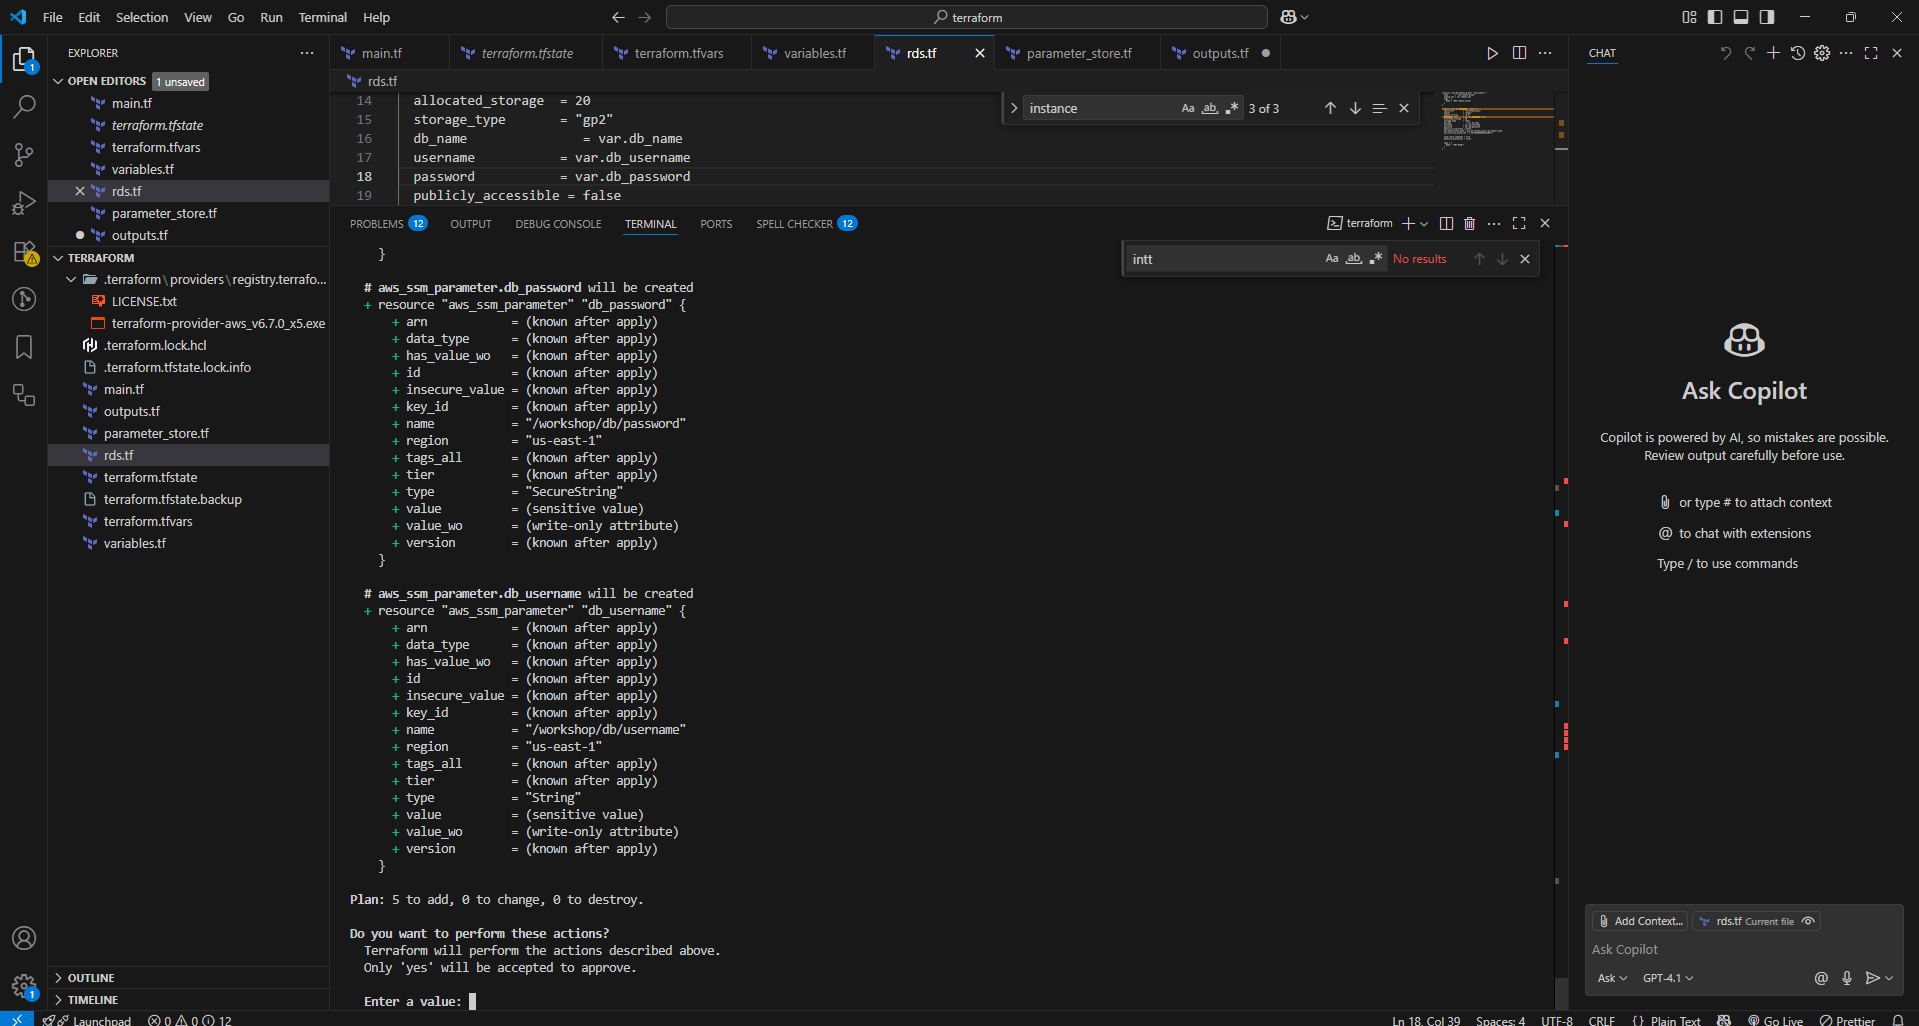 File Edit Selection View Go Run Terminal Help
terraform
EXPLORER
OPEN EDITORS 1 unsaved
main.tf
terraform.tfstate
terraform.tfvars
variables.tf
rds.tf
parameter_store.tf
outputs.tf
TERRAFORM
.terraform\providers\registry.terrafo...
LICENSE.txt
terraform-provider-aws_v6.7.0_x5.exe
.terraform.lock.hcl
.terraform.tfstate.lock.info
main.tf
outputs.tf
parameter_store.tf
rds.tf
terraform.tfstate
terraform.tfstate.backup
terraform.tfvars
variables.tf
OUTLINE
TIMELINE
1
1
main.tf terraform.tfstate terraform.tfvars variables.tf rds.tf parameter_store.tf outputs.tf
rds.tf
14 allocated_storage = 20
15 storage_type = "gp2"
16 db_name = var.db_name
17 username = var.db_username
18 password = var.db_password
19 publicly_accessible = false
instance Aa ab 3 of 3
PROBLEMS 12 OUTPUT DEBUG CONSOLE TERMINAL PORTS SPELL CHECKER 12 terraform
intt Aa ab No results
}
# aws_ssm_parameter.db_password will be created
+ resource "aws_ssm_parameter" "db_password" {
+ arn = (known after apply)
+ data_type = (known after apply)
+ has_value_wo = (known after apply)
+ id = (known after apply)
+ insecure_value = (known after apply)
+ key_id = (known after apply)
+ name = "/workshop/db/password"
+ region = "us-east-1"
+ tags_all = (known after apply)
+ tier = (known after apply)
+ type = "SecureString"
+ value = (sensitive value)
+ value_wo = (write-only attribute)
+ version = (known after apply)
}
# aws_ssm_parameter.db_username will be created
+ resource "aws_ssm_parameter" "db_username" {
+ arn = (known after apply)
+ data_type = (known after apply)
+ has_value_wo = (known after apply)
+ id = (known after apply)
+ insecure_value = (known after apply)
+ key_id = (known after apply)
+ name = "/workshop/db/username"
+ region = "us-east-1"
+ tags_all = (known after apply)
+ tier = (known after apply)
+ type = "String"
+ value = (sensitive value)
+ value_wo = (write-only attribute)
+ version = (known after apply)
}
Plan: 5 to add, 0 to change, 0 to destroy.
Do you want to perform these actions?
Terraform will perform the actions described above.
Only 'yes' will be accepted to approve.
Enter a value:
CHAT
Ask Copilot
Copilot is powered by AI, so mistakes are possible.
Review output carefully before use.
or type # to attach context
@ to chat with extensions
Type / to use commands
Add Context... rds.tf Current file
Ask Copilot
Ask GPT-4.1
Launchpad 0 0 12 Ln 18, Col 39 Spaces: 4 UTF-8 CRLF {} Plain Text Go Live Prettier